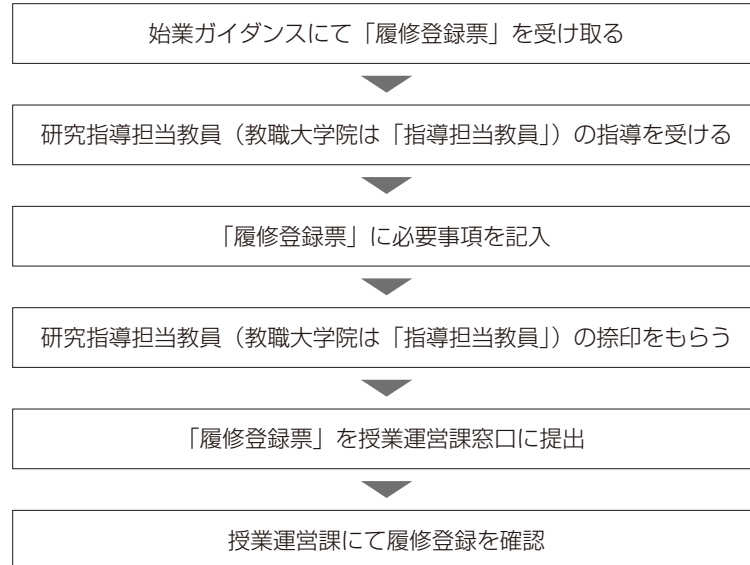 始業ガイダンスにて「履修登録票」を受け取る
研究指導担当教員（教職大学院は「指導担当教員」）の指導を受ける
「履修登録票」に必要事項を記入
研究指導担当教員（教職大学院は「指導担当教員」）の捺印をもらう
「履修登録票」を授業運営課窓口に提出
授業運営課にて履修登録を確認